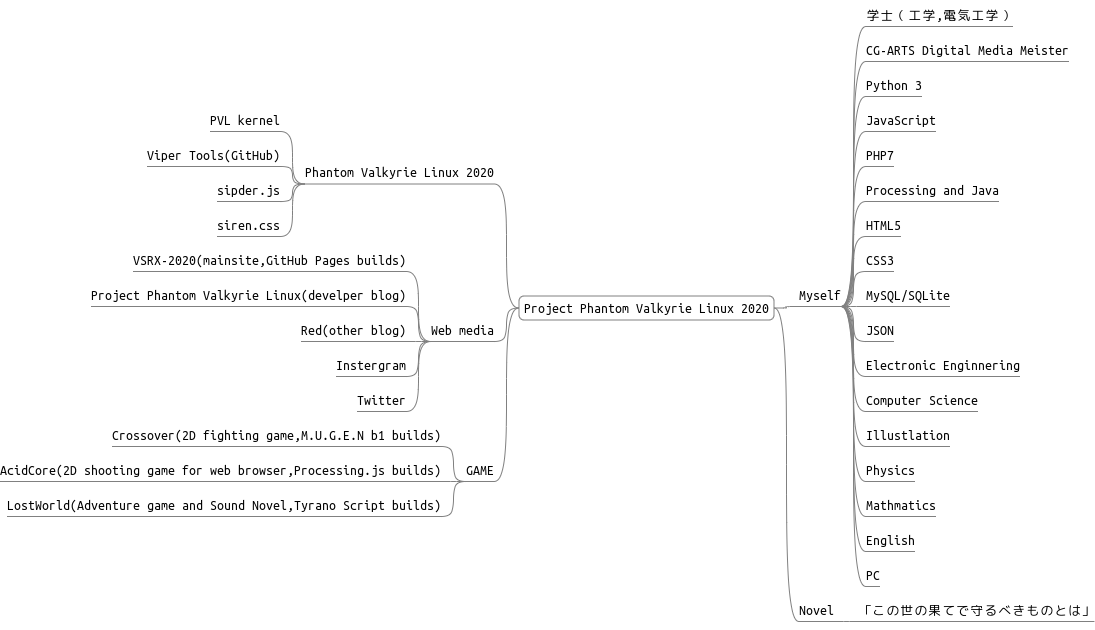 Project Phantom Valkyrie Linux 2020
Phantom Valkyrie Linux 2020
PVL kernel
Viper Tools(GitHub)
sipder.js
siren.css
Web media
VSRX-2020(mainsite,GitHub Pages builds)
Project Phantom Valkyrie Linux(develper blog)
Red(other blog)
Instergram
Twitter
GAME
Crossover(2D fighting game,M.U.G.E.N b1 builds)
AcidCore(2D shooting game for web browser,Processing.js builds)
LostWorld(Adventure game and Sound Novel,Tyrano Script builds)
Myself
学士（工学,電気工学）
CG-ARTS Digital Media Meister
Python 3
JavaScript
PHP7
Processing and Java
HTML5
CSS3
MySQL/SQLite
JSON
Electronic Enginnering
Computer Science
Illustlation
Physics
Mathmatics
English
PC
Novel
「この世の果てで守るべきものとは」